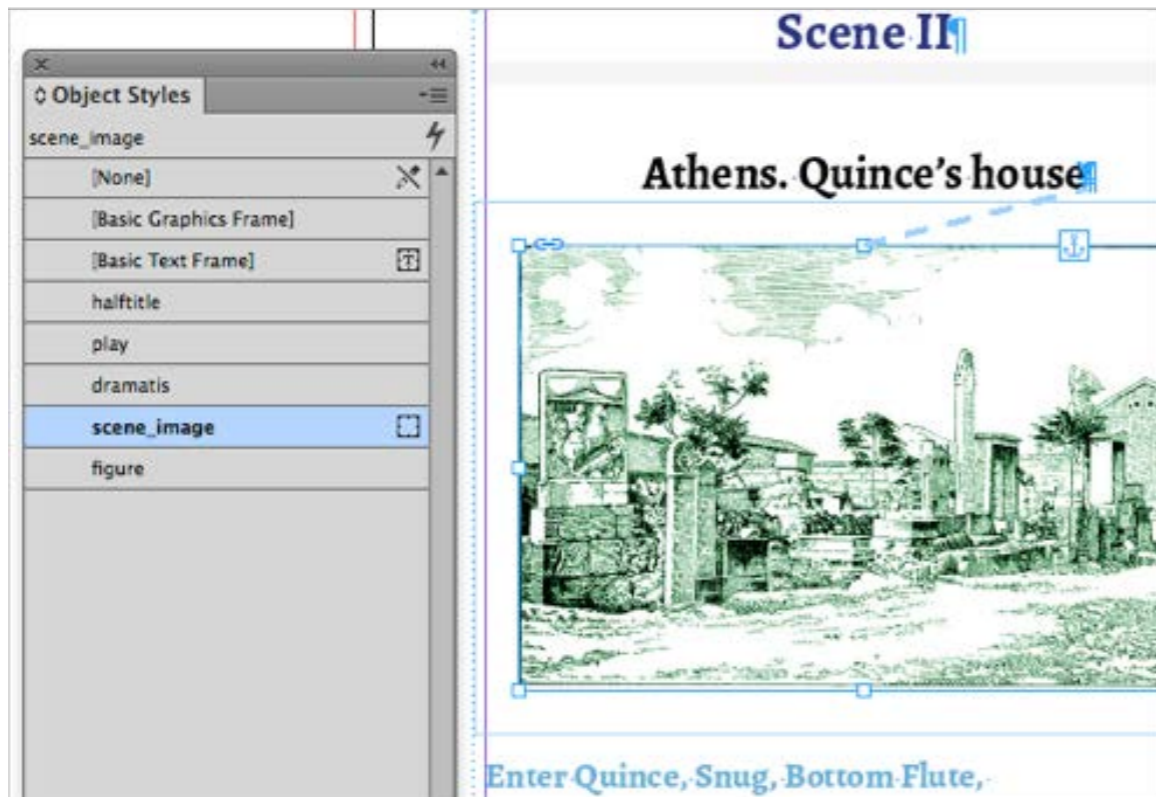 Object Styles
scene_image
[None]
[Basic Graphics Frame]
[Basic Text Frame]
halftitle
play
dramatis
scene_image
figure
Scene II¶
Athens. Quince’s house¶
Enter Quince, Snug, Bottom Flute,